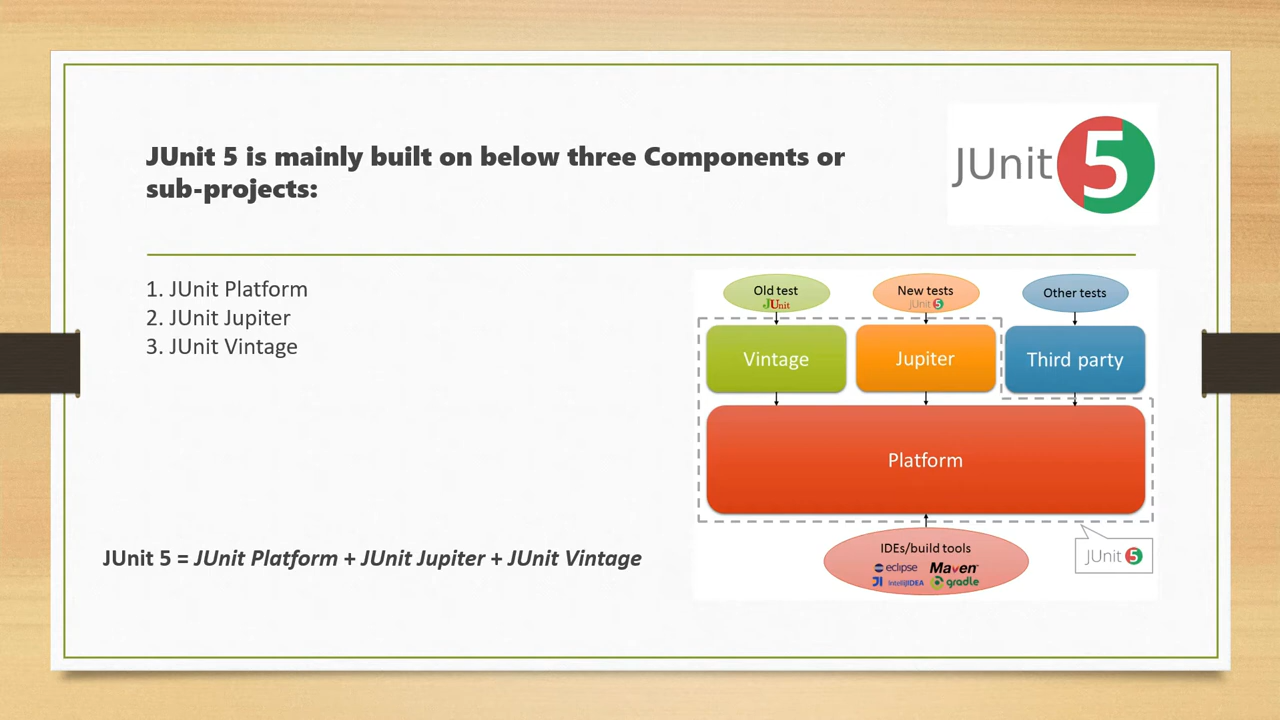 JUnit 5 is mainly built on below three Components or
sub-projects:
JUnit 5
1. JUnit Platform
2. JUnit Jupiter
3. JUnit Vintage
JUnit 5 = JUnit Platform + JUnit Jupiter + JUnit Vintage
Old test
JUnit
New tests
JUnit 5
Other tests
Vintage
Jupiter
Third party
Platform
IDEs/build tools
eclipse
Maven
IntelliJIDEA
gradle
JUnit 5